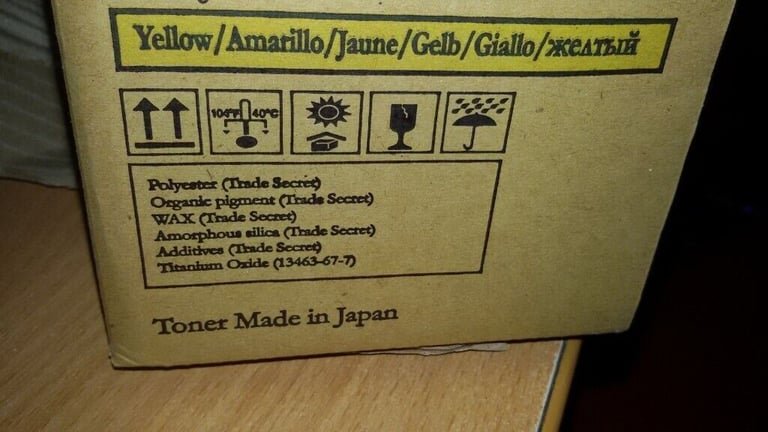 Yellow/Amarillo/Jaune/Gelb/Giallo/желтый
104°F 40°C
Polyester (Trade Secret)
Organic pigment (Trade Secret)
WAX (Trade Secret)
Amorphous silica (Trade Secret)
Additives (Trade Secret)
Titanium Oxide (13463-67-7)
Toner Made in Japan